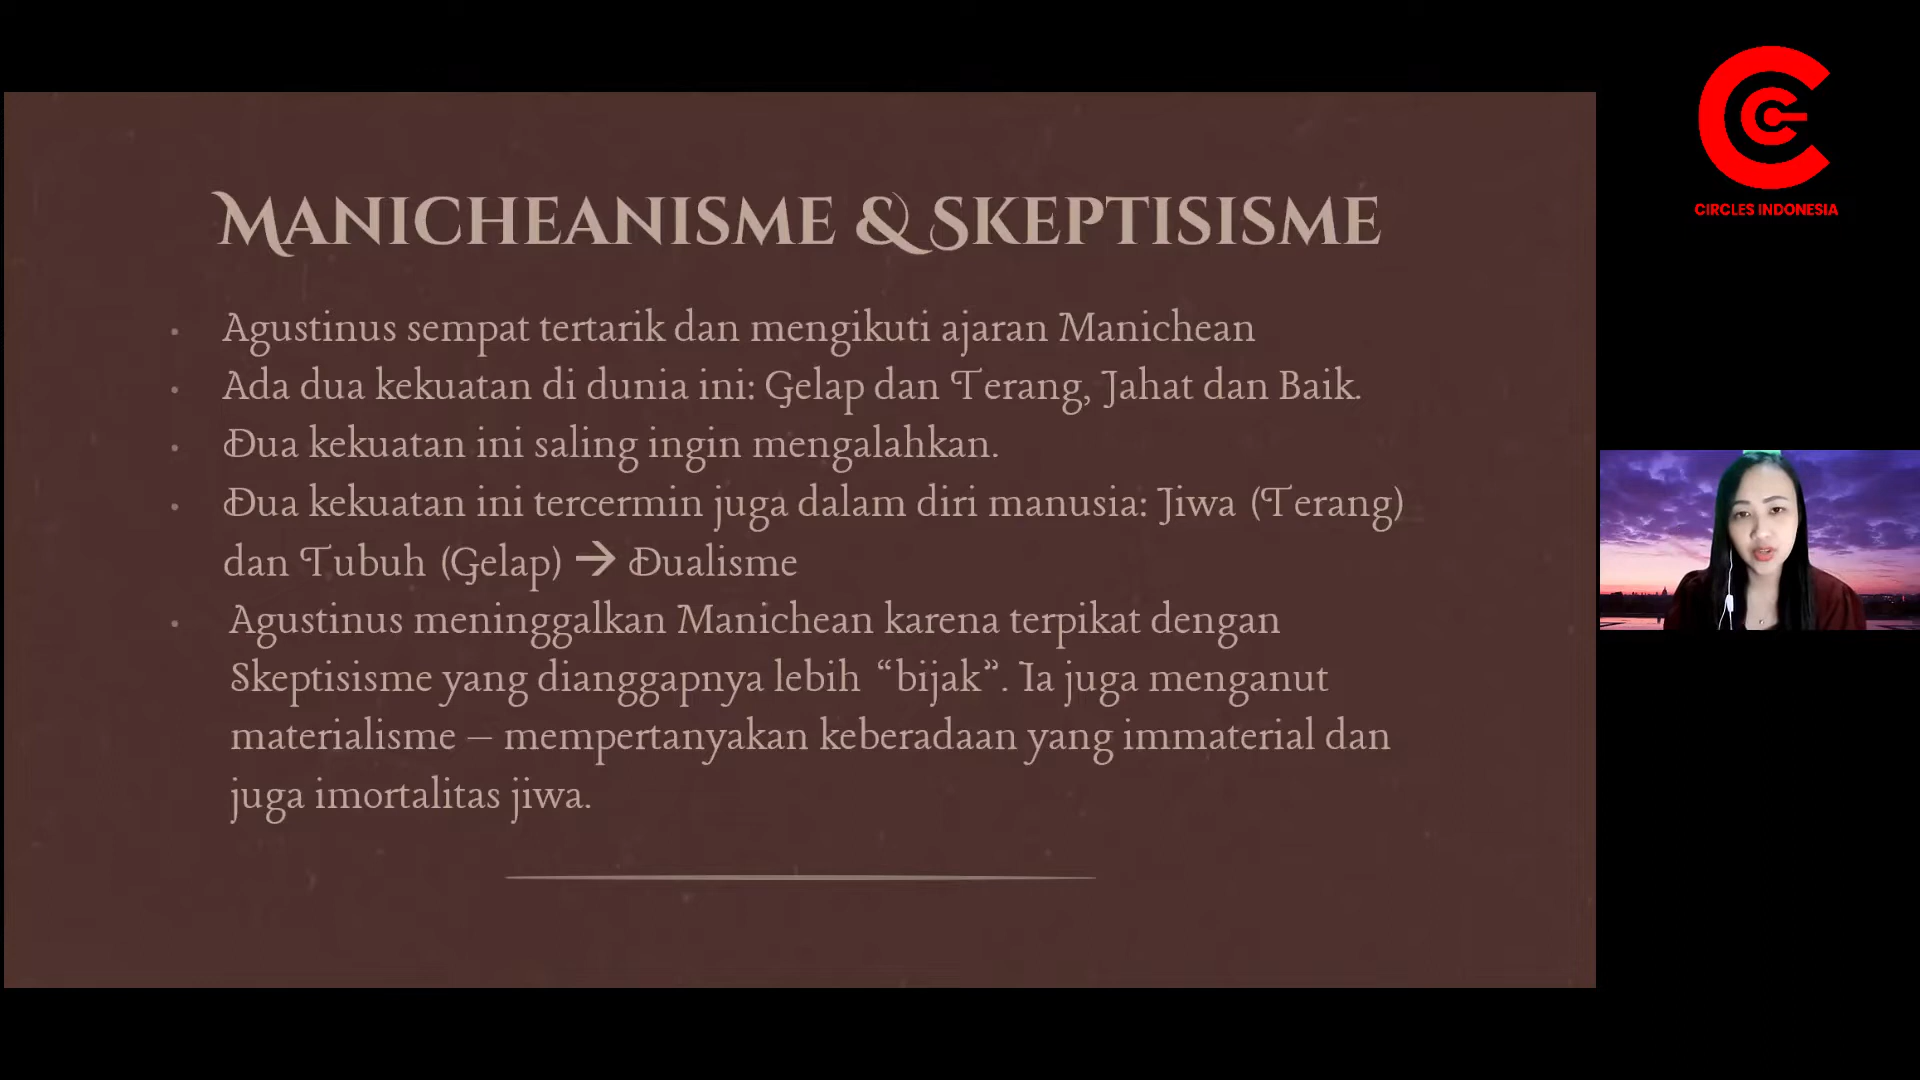 MANICHEANISME & SKEPTISISME
• Agustinus sempat tertarik dan mengikuti ajaran Manichean
• Ada dua kekuatan di dunia ini: Gelap dan Terang, Jahat dan Baik.
• Dua kekuatan ini saling ingin mengalahkan.
• Dua kekuatan ini tercermin juga dalam diri manusia: Jiwa (Terang)
dan Tubuh (Gelap) → Dualisme
• Agustinus meninggalkan Manichean karena terpikat dengan
Skeptisisme yang dianggapnya lebih “bijak”. Ia juga menganut
materialisme – mempertanyakan keberadaan yang immaterial dan
juga imortalitas jiwa.
CIRCLES INDONESIA